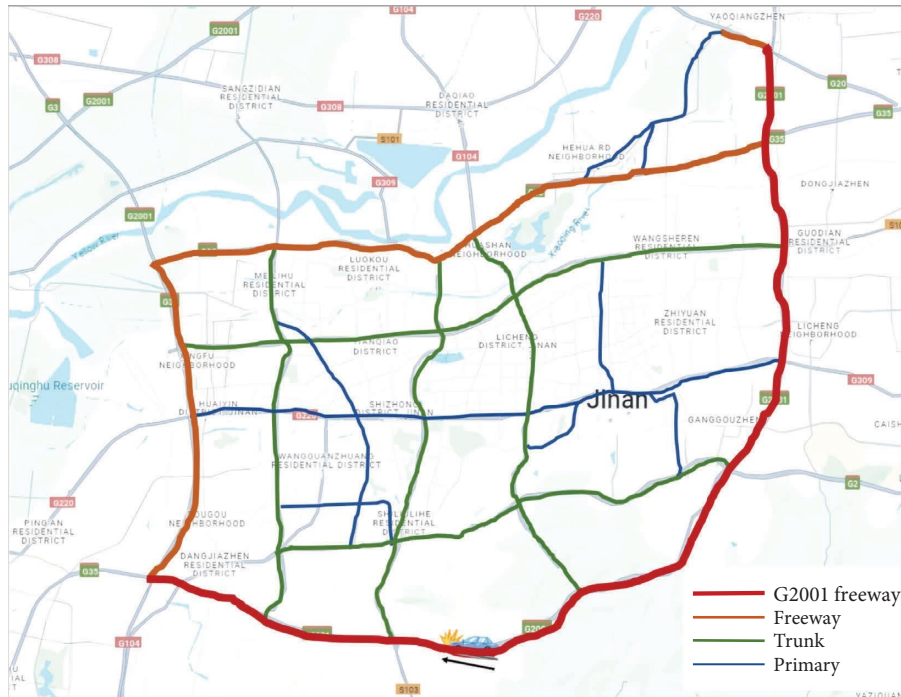 G104
G220
YAOQIANGZHEN
G2001
G308
SANGZIDIAN
RESIDENTIAL
DISTRICT
DAQIAO
RESIDENTIAL
DISTRICT
G20
G3
G2001
G308
G2001
G35
G35
S101
G104
HEHUA RD
NEIGHBORHOOD
G309
DONGJIAZHEN
G2001
Yellow River
Xiaoqing River
HUASHAN
NEIGHBORHOOD
WANGSHEREN
RESIDENTIAL
DISTRICT
GUODIAN
RESIDENTIAL
DISTRICT
LUOKOU
RESIDENTIAL
DISTRICT
MEILIHU
RESIDENTIAL
DISTRICT
ZHIYUAN
RESIDENTIAL
DISTRICT
LICHENG
NEIGHBORHOOD
TIANQIAO
DISTRICT
LICHENG
DISTRICT, JINAN
NEIGHBORHOOD
uqinghu Reservoir
G309
HUAIYIN
DISTRICT, JINAN
G220
SHIZHONG
DISTRICT, JINAN
Jinan
GANGGOUZHEN
CAISH
WANGGUANZHUANG
RESIDENTIAL DISTRICT
G2
G220
PING'AN
RESIDENTIAL
DISTRICT
DOUGOU
NEIGHBORHOOD
SHILIULIHE
RESIDENTIAL
DISTRICT
DANGJIAZHEN
RESIDENTIAL
DISTRICT
G35
G104
S103
G2001 freeway
Freeway
Trunk
Primary
YAZIQUAN